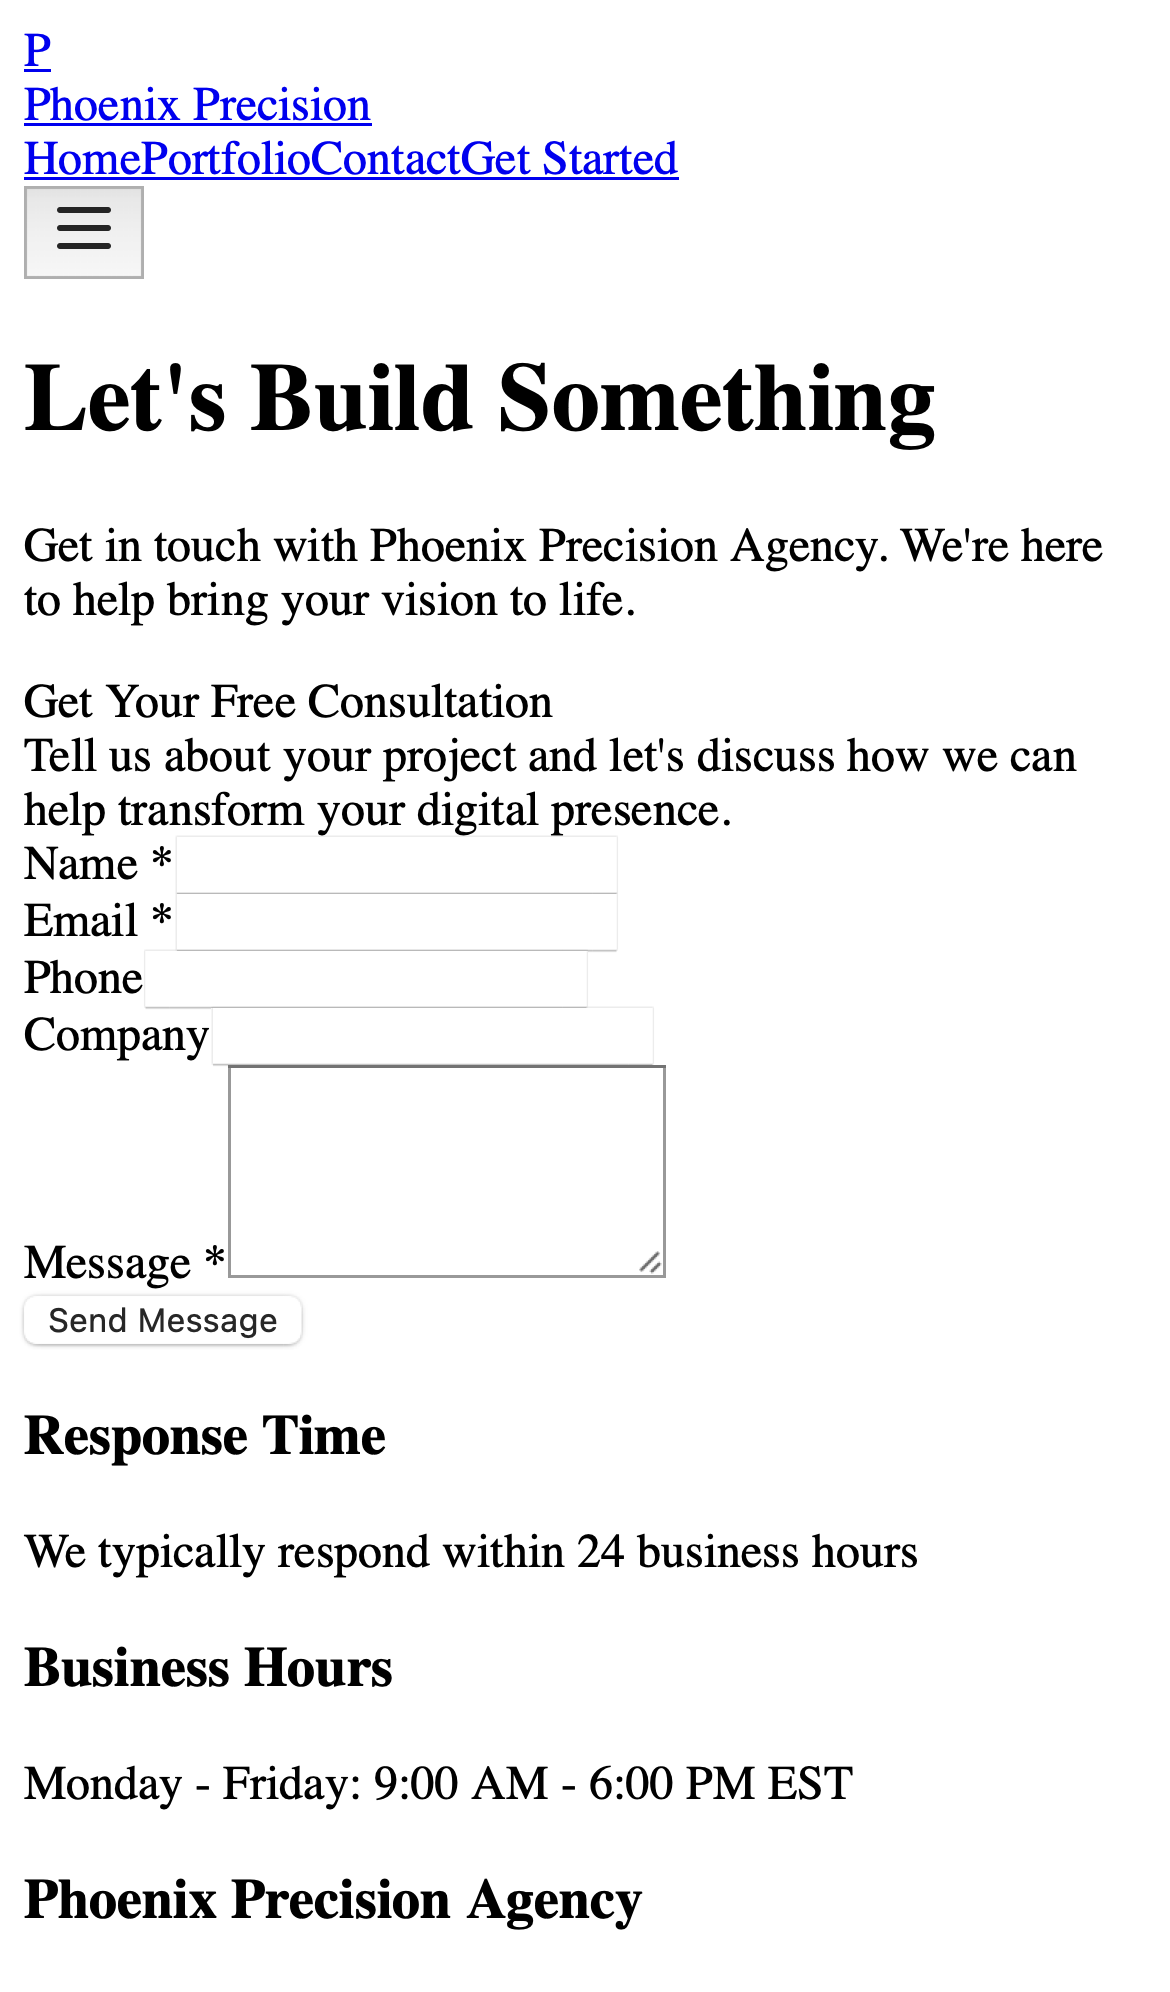 P
Phoenix Precision
HomePortfolioContactGet Started
Let's Build Something
Get in touch with Phoenix Precision Agency. We're here
to help bring your vision to life.
Get Your Free Consultation
Tell us about your project and let's discuss how we can
help transform your digital presence.
Name *
Email *
Phone
Company
Message *
Send Message
Response Time
We typically respond within 24 business hours
Business Hours
Monday - Friday: 9:00 AM - 6:00 PM EST
Phoenix Precision Agency